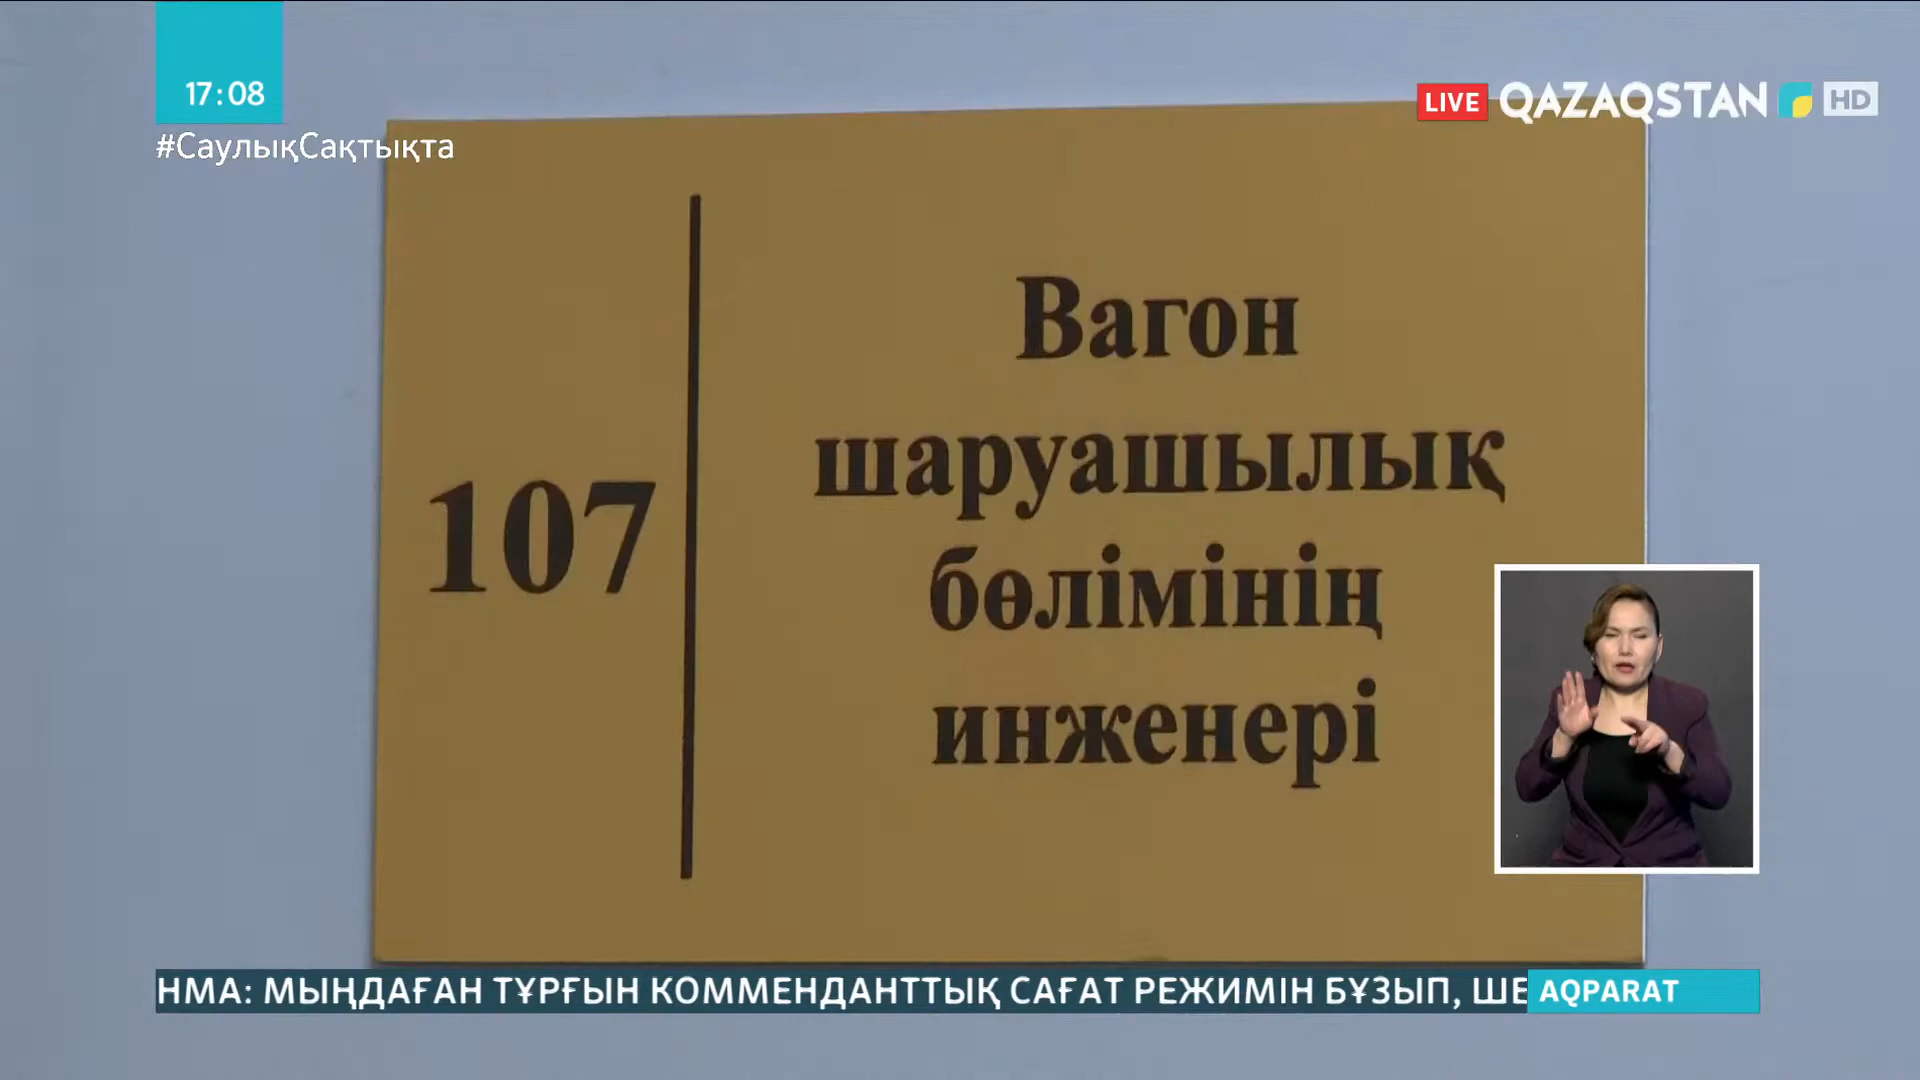 17:08
#СаулықСақтықта
LIVE QAZAQSTAN HD
107
Вагон
шаруашылық
бөлімінің
инженері
НМА: МЫҢДАҒАН ТҰРҒЫН КОММЕНДАНТТЫҚ САҒАТ РЕЖИМІН БҰЗЫП, ШЕ
AQPARAT